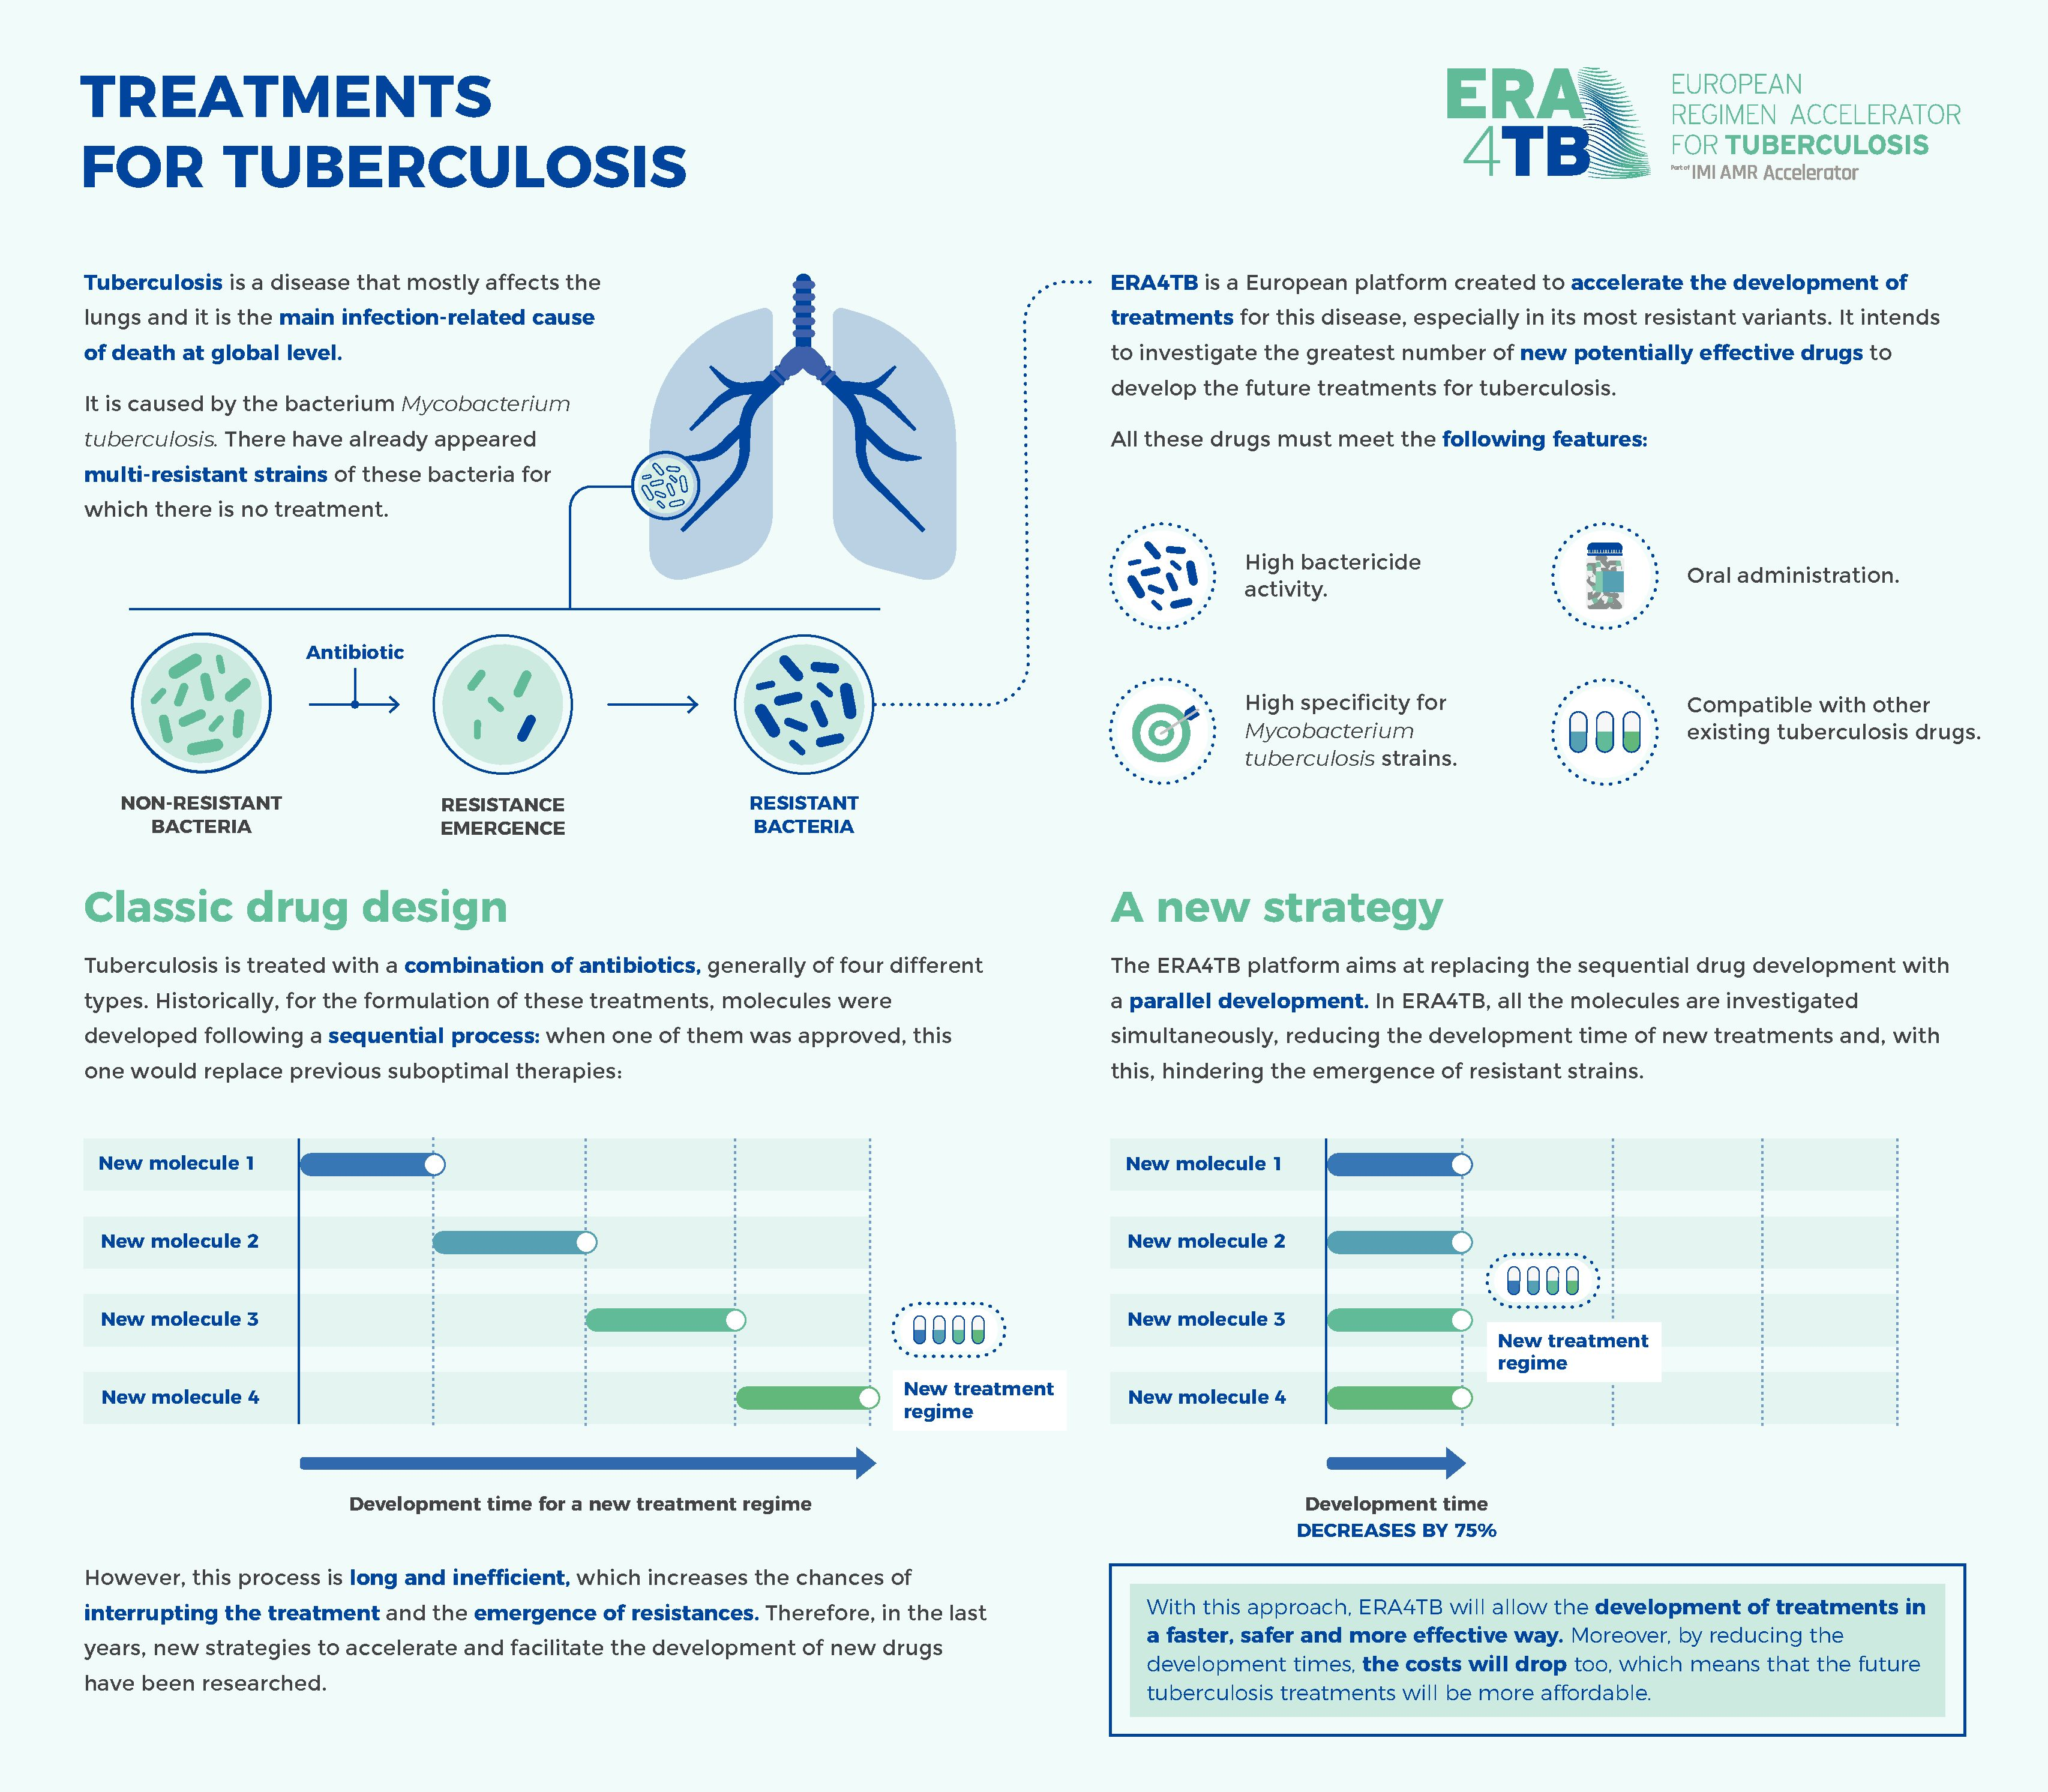 TREATMENTS
FOR TUBERCULOSIS
ERA
4TB
EUROPEAN
REGIMEN ACCELERATOR
FOR TUBERCULOSIS
Part of IMI AMR Accelerator
Tuberculosis is a disease that mostly affects the
lungs and it is the main infection-related cause
of death at global level.
It is caused by the bacterium Mycobacterium
tuberculosis. There have already appeared
multi-resistant strains of these bacteria for
which there is no treatment.
Antibiotic
NON-RESISTANT
BACTERIA
RESISTANCE
EMERGENCE
RESISTANT
BACTERIA
ERA4TB is a European platform created to accelerate the development of
treatments for this disease, especially in its most resistant variants. It intends
to investigate the greatest number of new potentially effective drugs to
develop the future treatments for tuberculosis.
All these drugs must meet the following features:
High bactericide
activity.
Oral administration.
High specificity for
Mycobacterium
tuberculosis strains.
Compatible with other
existing tuberculosis drugs.
Classic drug design
Tuberculosis is treated with a combination of antibiotics, generally of four different
types. Historically, for the formulation of these treatments, molecules were
developed following a sequential process: when one of them was approved, this
one would replace previous suboptimal therapies:
New molecule 1
New molecule 2
New molecule 3
New molecule 4
New treatment
regime
Development time for a new treatment regime
However, this process is long and inefficient, which increases the chances of
interrupting the treatment and the emergence of resistances. Therefore, in the last
years, new strategies to accelerate and facilitate the development of new drugs
have been researched.
A new strategy
The ERA4TB platform aims at replacing the sequential drug development with
a parallel development. In ERA4TB, all the molecules are investigated
simultaneously, reducing the development time of new treatments and, with
this, hindering the emergence of resistant strains.
New molecule 1
New molecule 2
New molecule 3
New molecule 4
New treatment
regime
Development time
DECREASES BY 75%
With this approach, ERA4TB will allow the development of treatments in
a faster, safer and more effective way. Moreover, by reducing the
development times, the costs will drop too, which means that the future
tuberculosis treatments will be more affordable.